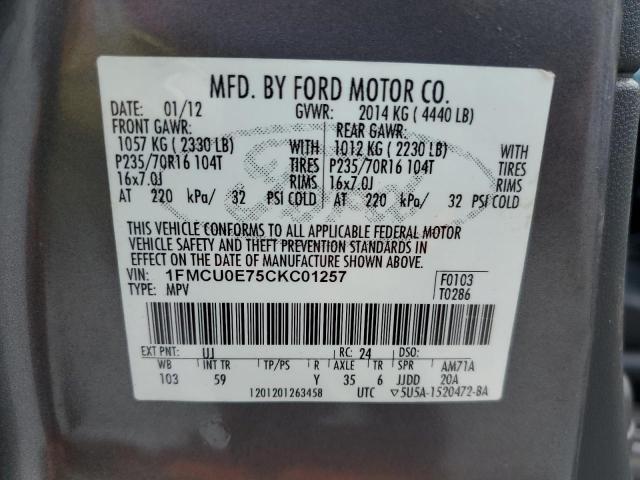 MFD. BY FORD MOTOR CO.
DATE: 01/12 GVWR: 2014 KG ( 4440 LB)
FRONT GAWR: REAR GAWR:
1057 KG ( 2330 LB) WITH 1012 KG ( 2230 LB) WITH
P235/70R16 104T TIRES P235/70R16 104T TIRES
16x7.0J RIMS 16x7.0J RIMS
AT 220 kPa/ 32 PSI COLD AT 220 kPa/ 32 PSI COLD
Ford
THIS VEHICLE CONFORMS TO ALL APPLICABLE FEDERAL MOTOR
VEHICLE SAFETY AND THEFT PREVENTION STANDARDS IN
EFFECT ON THE DATE OF MANUFACTURE SHOWN ABOVE.
VIN: 1FMCU0E75CKC01257 F0103
TYPE: MPV T0286
EXT PNT: UJ RC: 24 DSO:
WB INT TR TP/PS R AXLE TR SPR AM71A
103 59 Y 35 6 JJDD 20A
1201201263458 UTC ▽5U5A-1520472-BA